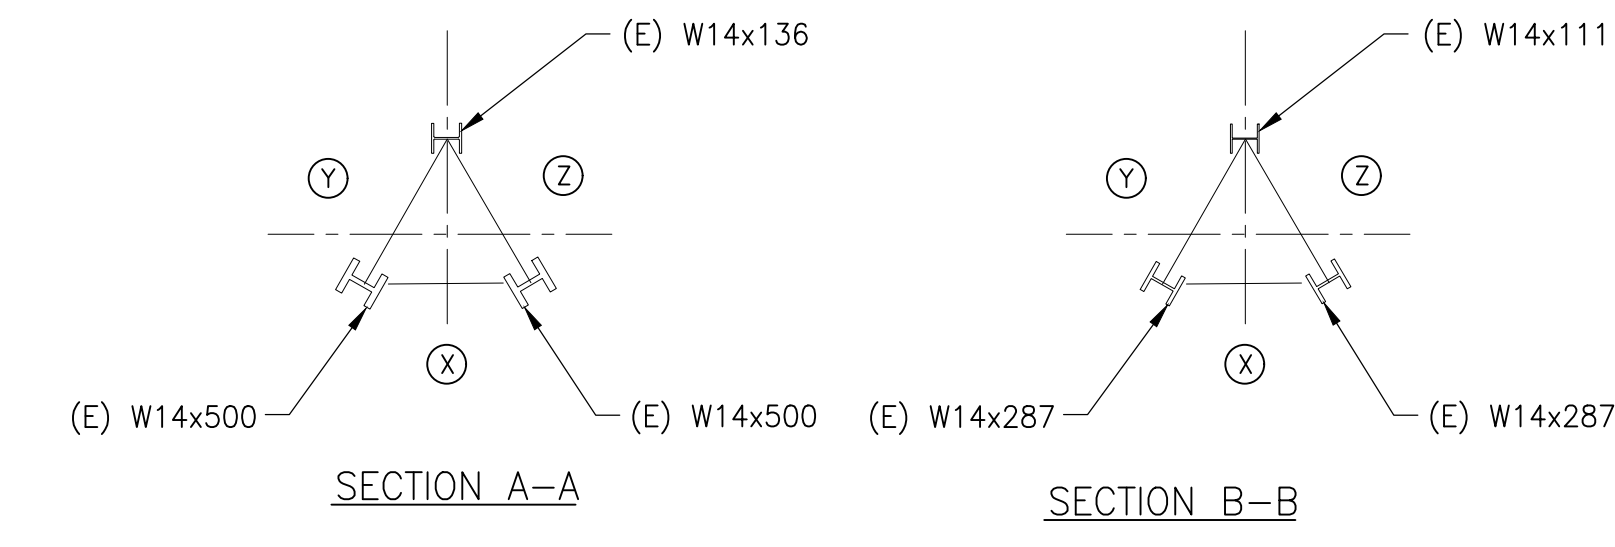 (E) W14x136
Y
Z
X
(E) W14x500
(E) W14x500
SECTION A-A
(E) W14x111
Y
Z
X
(E) W14x287
(E) W14x287
SECTION B-B